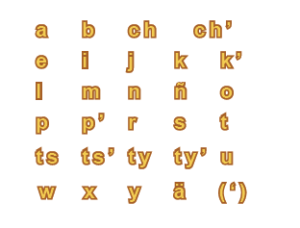 a b ch ch’
e i j k k’
l m n ñ o
p p’ r s t
ts ts’ ty ty’ u
w x y ä (‘)